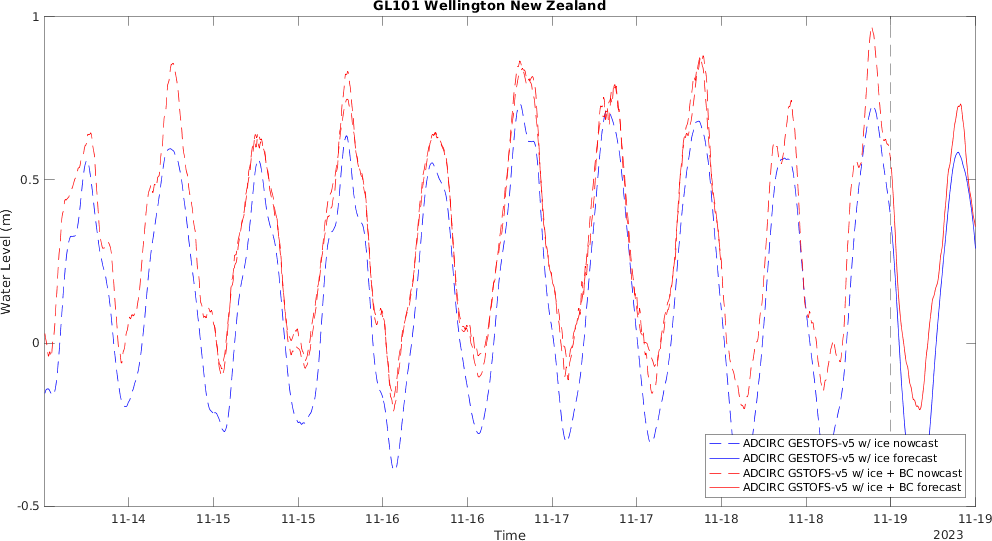 GL101 Wellington New Zealand
1
0.5
0
-0.5
Water Level (m)
ADCIRC GESTOFS-v5 w/ ice nowcast
ADCIRC GESTOFS-v5 w/ ice forecast
ADCIRC GSTOFS-v5 w/ ice + BC nowcast
ADCIRC GSTOFS-v5 w/ ice + BC forecast
11-14 11-15 11-15 11-16 11-16 11-17 11-17 11-18 11-18 11-19 11-19
Time
2023